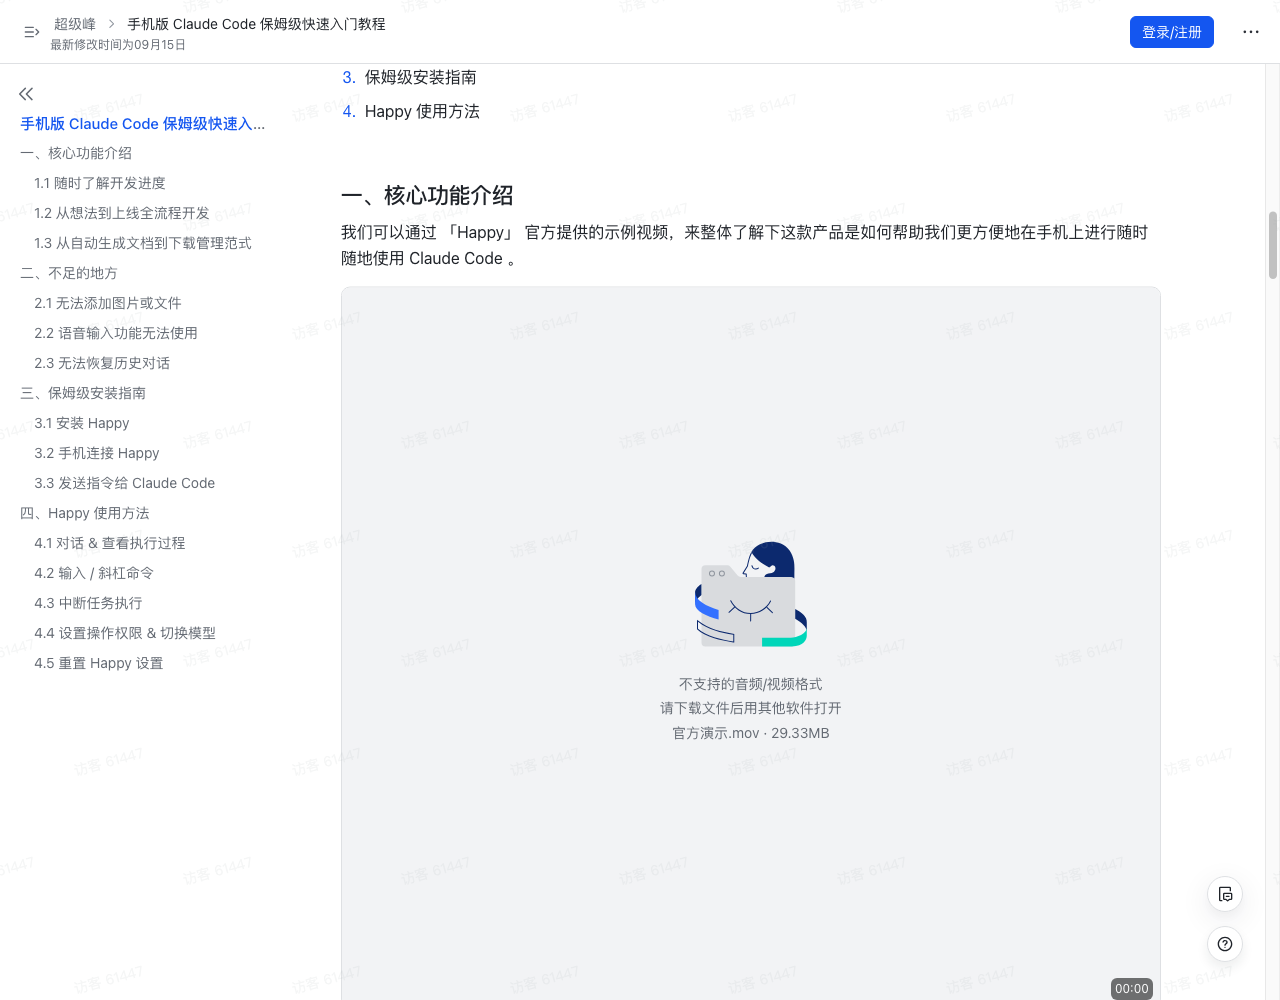 超级峰 > 手机版 Claude Code 保姆级快速入门教程
最新修改时间为09月15日
登录/注册
手机版 Claude Code 保姆级快速入...
一、核心功能介绍
1.1 随时了解开发进度
1.2 从想法到上线全流程开发
1.3 从自动生成文档到下载管理范式
二、不足的地方
2.1 无法添加图片或文件
2.2 语音输入功能无法使用
2.3 无法恢复历史对话
三、保姆级安装指南
3.1 安装 Happy
3.2 手机连接 Happy
3.3 发送指令给 Claude Code
四、Happy 使用方法
4.1 对话 & 查看执行过程
4.2 输入 / 斜杠命令
4.3 中断任务执行
4.4 设置操作权限 & 切换模型
4.5 重置 Happy 设置
3. 保姆级安装指南
4. Happy 使用方法
一、核心功能介绍
我们可以通过 「Happy」 官方提供的示例视频，来整体了解下这款产品是如何帮助我们更方便地在手机上进行随时
随地使用 Claude Code 。
不支持的音频/视频格式
请下载文件后用其他软件打开
官方演示.mov · 29.33MB
00:00
访客 61447